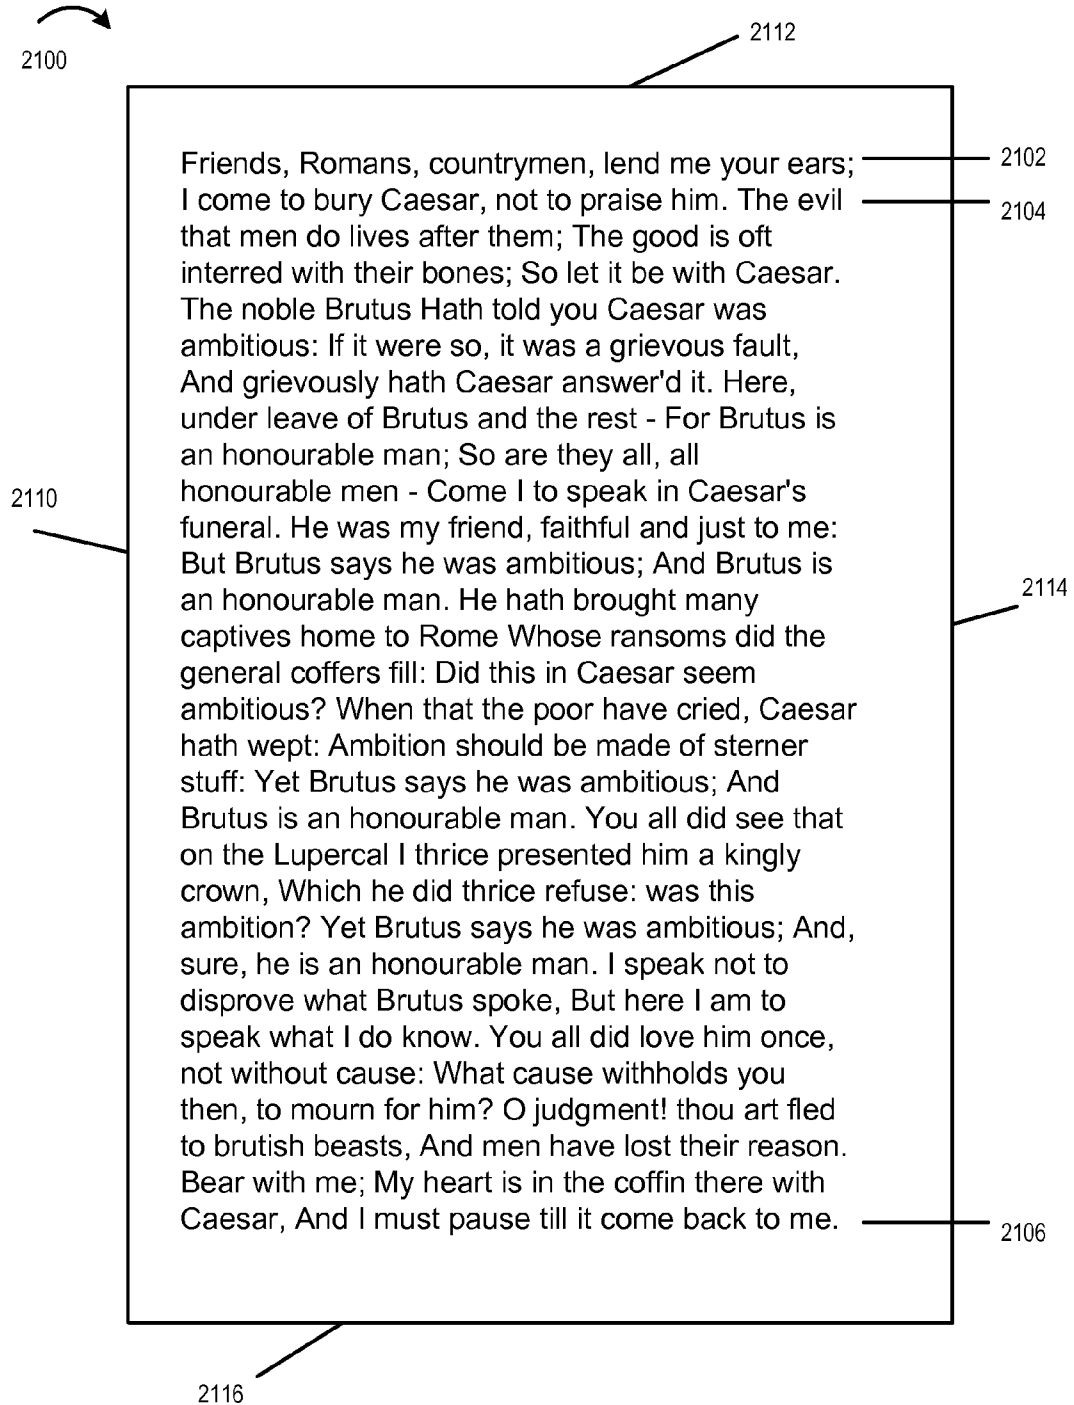 2100
2112
Friends, Romans, countrymen, lend me your ears;
2102
I come to bury Caesar, not to praise him. The evil
2104
that men do lives after them; The good is oft
interred with their bones; So let it be with Caesar.
The noble Brutus Hath told you Caesar was
ambitious: If it were so, it was a grievous fault,
And grievously hath Caesar answer'd it. Here,
under leave of Brutus and the rest - For Brutus is
an honourable man; So are they all, all
honourable men - Come I to speak in Caesar's
2110
funeral. He was my friend, faithful and just to me:
But Brutus says he was ambitious; And Brutus is
an honourable man. He hath brought many
2114
captives home to Rome Whose ransoms did the
general coffers fill: Did this in Caesar seem
ambitious? When that the poor have cried, Caesar
hath wept: Ambition should be made of sterner
stuff: Yet Brutus says he was ambitious; And
Brutus is an honourable man. You all did see that
on the Lupercal I thrice presented him a kingly
crown, Which he did thrice refuse: was this
ambition? Yet Brutus says he was ambitious; And,
sure, he is an honourable man. I speak not to
disprove what Brutus spoke, But here I am to
speak what I do know. You all did love him once,
not without cause: What cause withholds you
then, to mourn for him? O judgment! thou art fled
to brutish beasts, And men have lost their reason.
Bear with me; My heart is in the coffin there with
Caesar, And I must pause till it come back to me.
2106
2116